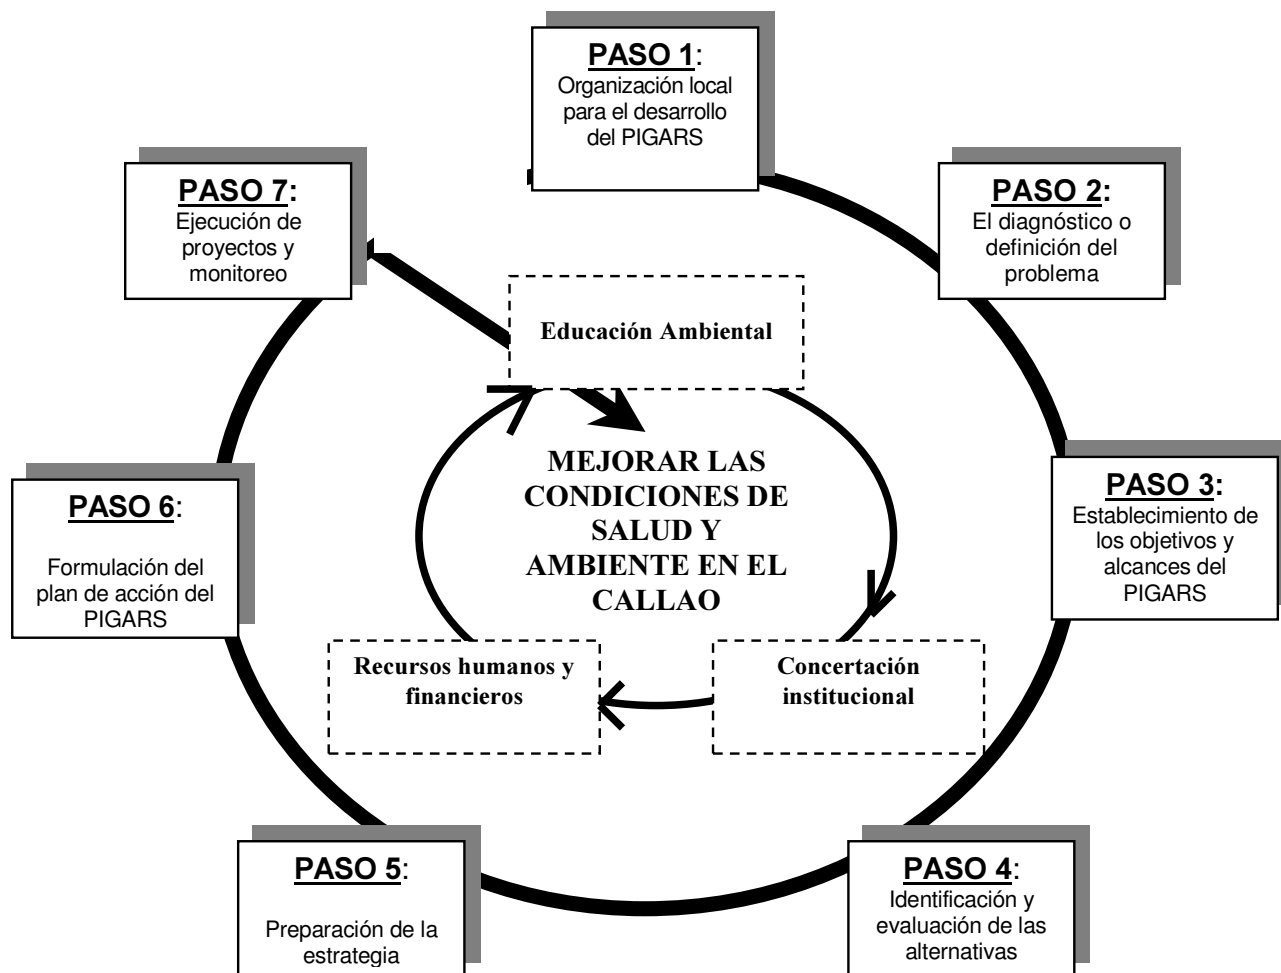 PASO 1:
Organización local
para el desarrollo
del PIGARS
PASO 2:
El diagnóstico o
definición del
problema
PASO 3:
Establecimiento de
los objetivos y
alcances del
PIGARS
PASO 4:
Identificación y
evaluación de las
alternativas
PASO 5:
Preparación de la
estrategia
PASO 6:
Formulación del
plan de acción del
PIGARS
PASO 7:
Ejecución de
proyectos y
monitoreo
Educación Ambiental
MEJORAR LAS
CONDICIONES DE
SALUD Y
AMBIENTE EN EL
CALLAO
Concertación
institucional
Recursos humanos y
financieros